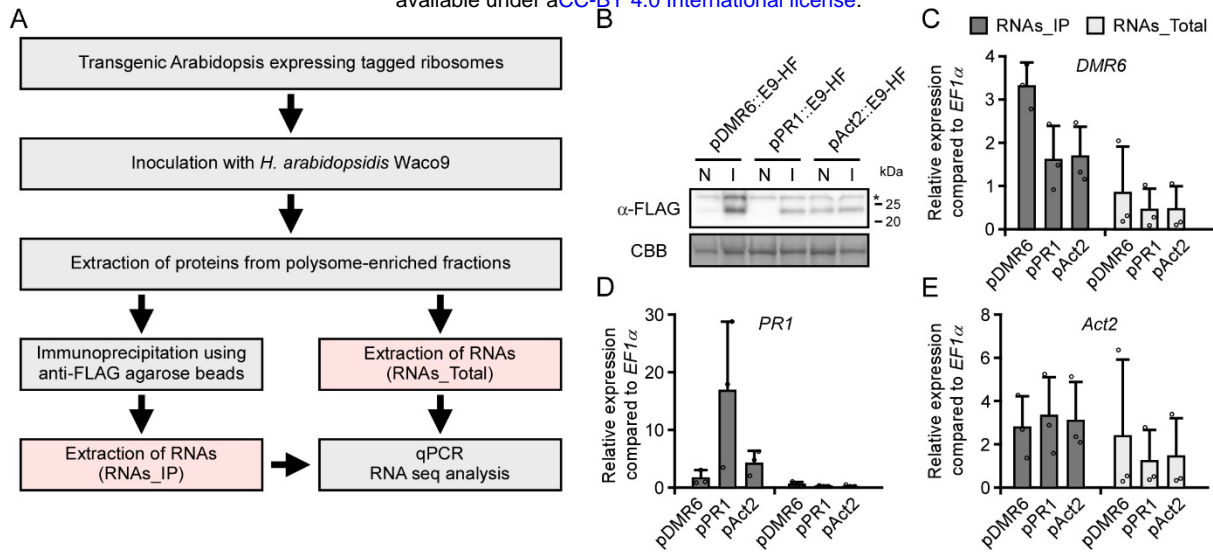 available under aCC-BY 4.0 International license.
A
Transgenic Arabidopsis expressing tagged ribosomes
Inoculation with H. arabidopsidis Waco9
Extraction of proteins from polysome-enriched fractions
Immunoprecipitation using
anti-FLAG agarose beads
Extraction of RNAs
(RNAs_Total)
Extraction of RNAs
(RNAs_IP)
qPCR
RNA seq analysis
B
pDMR6::E9-HF
pPR1::E9-HF
pAct2::E9-HF
N I N I N I kDa
α-FLAG
*
25
20
CBB
C
RNAs_IP RNAs_Total
DMR6
Relative expression
compared to EF1α
4
3
2
1
0
pDMR6 pPR1 pAct2 pDMR6 pPR1 pAct2
D
PR1
Relative expression
compared to EF1α
30
20
10
0
pDMR6 pPR1 pAct2 pDMR6 pPR1 pAct2
E
Act2
Relative expression
compared to EF1α
8
6
4
2
0
pDMR6 pPR1 pAct2 pDMR6 pPR1 pAct2